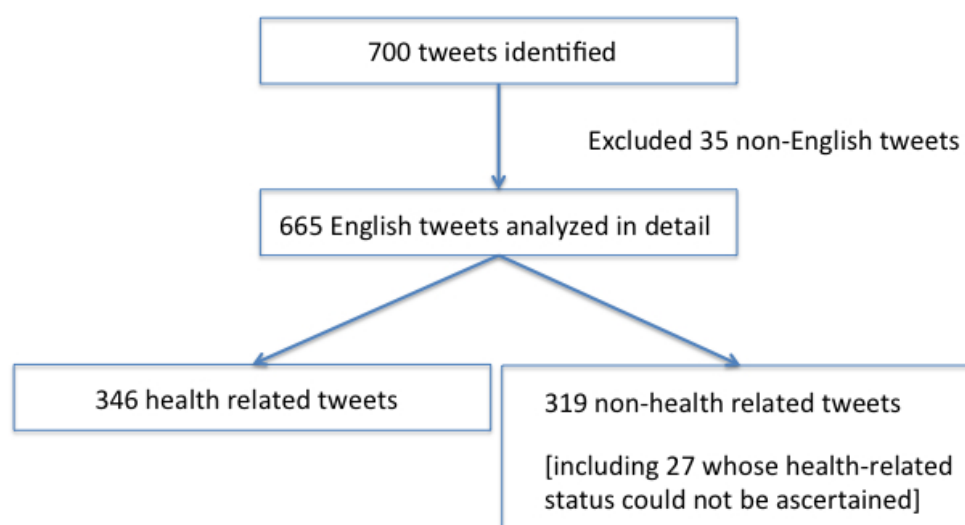 700 tweets identified
Excluded 35 non-English tweets
665 English tweets analyzed in detail
346 health related tweets
319 non-health related tweets
[including 27 whose health-related
status could not be ascertained]